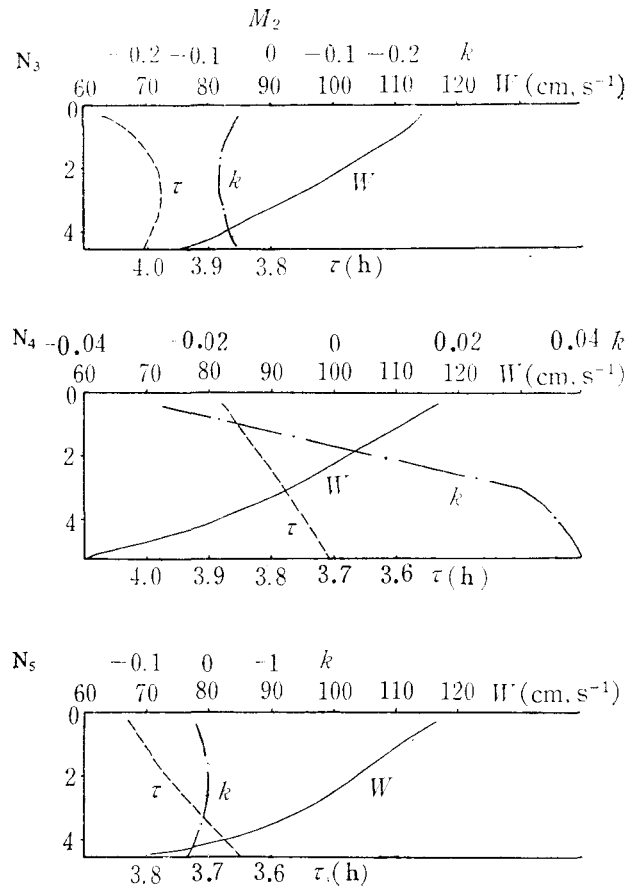 M₂
N₃ -0.2 -0.1 0 -0.1 -0.2 k
60 70 80 90 100 110 120 W(cm.s⁻¹)
0
2
4
τ k W
4.0 3.9 3.8 τ(h)
N₄ -0.04 -0.02 0 0.02 0.04 k
60 70 80 90 100 110 120 W(cm.s⁻¹)
0
2
4
W
k
τ
4.0 3.9 3.8 3.7 3.6 τ(h)
N₅ -0.1 0 -1 k
60 70 80 90 100 110 120 W(cm.s⁻¹)
0
2
4
τ k W
3.8 3.7 3.6 τ.(h)